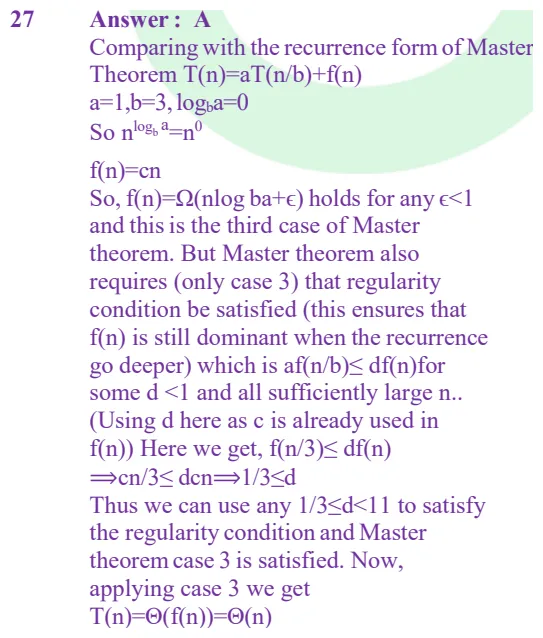 27 Answer : A
Comparing with the recurrence form of Master
Theorem T(n)=aT(n/b)+f(n)
a=1,b=3, log_b a=0
So n^{log_b a}=n^0
f(n)=cn
So, f(n)=Ω(nlog ba+ϵ) holds for any ϵ<1
and this is the third case of Master
theorem. But Master theorem also
requires (only case 3) that regularity
condition be satisfied (this ensures that
f(n) is still dominant when the recurrence
go deeper) which is af(n/b)≤ df(n)for
some d <1 and all sufficiently large n..
(Using d here as c is already used in
f(n)) Here we get, f(n/3)≤ df(n)
⟹cn/3≤ dcn⟹1/3≤d
Thus we can use any 1/3≤d<11 to satisfy
the regularity condition and Master
theorem case 3 is satisfied. Now,
applying case 3 we get
T(n)=Θ(f(n))=Θ(n)